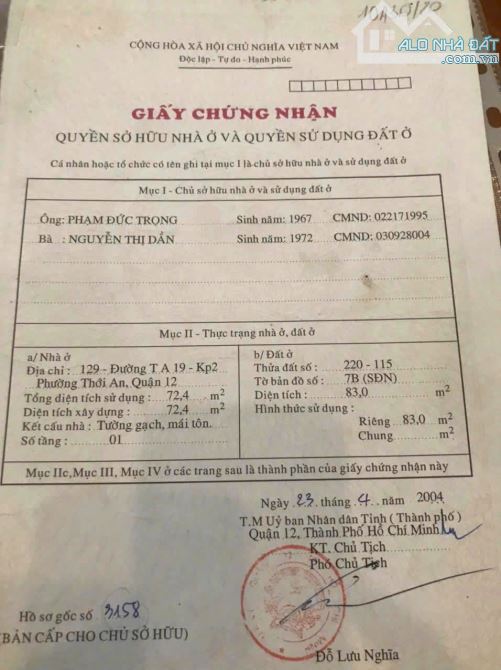 ALO NHÀ ĐẤT
.com.vn
CỘNG HÒA XÃ HỘI CHỦ NGHĨA VIỆT NAM
Độc lập - Tự do - Hạnh phúc
GIẤY CHỨNG NHẬN
QUYỀN SỞ HỮU NHÀ Ở VÀ QUYỀN SỬ DỤNG ĐẤT Ở
Cá nhân hoặc tổ chức có tên ghi tại mục I là chủ sở hữu nhà ở và sử dụng đất ở
Mục I - Chủ sở hữu nhà ở và sử dụng đất ở
Ông: PHẠM ĐỨC TRỌNG Sinh năm: 1967 CMND: 022171995
Bà : NGUYỄN THỊ DẦN Sinh năm: 1972 CMND: 030928004
Mục II - Thực trạng nhà ở, đất ở
a/ Nhà ở
Địa chỉ : 129 - Đường T A 19 - Kp2
Phường Thới An, Quận 12
Tổng diện tích sử dụng : 72,4 m2
Diện tích xây dựng : 72,4 m2
Kết cấu nhà : Tường gạch, mái tôn.
Số tầng : 01
b/ Đất ở
Thửa đất số : 220 - 115
Tờ bản đồ số : 7B (SĐN)
Diện tích : 83,0 m2
Hình thức sử dụng :
Riêng : 83,0 m2
Chung : m2
Mục IIc, Mục III, Mục IV ở các trang sau là thành phần của giấy chứng nhận này
Ngày 23 tháng 4 năm 2004
T.M Uỷ ban Nhân dân Tỉnh ( Thành phố )
Quận 12, Thành Phố Hồ Chí Minh
KT. Chủ Tịch
Phó Chủ Tịch
Hồ sơ gốc số 3158
(BẢN CẤP CHO CHỦ SỞ HỮU)
Đỗ Lưu Nghĩa